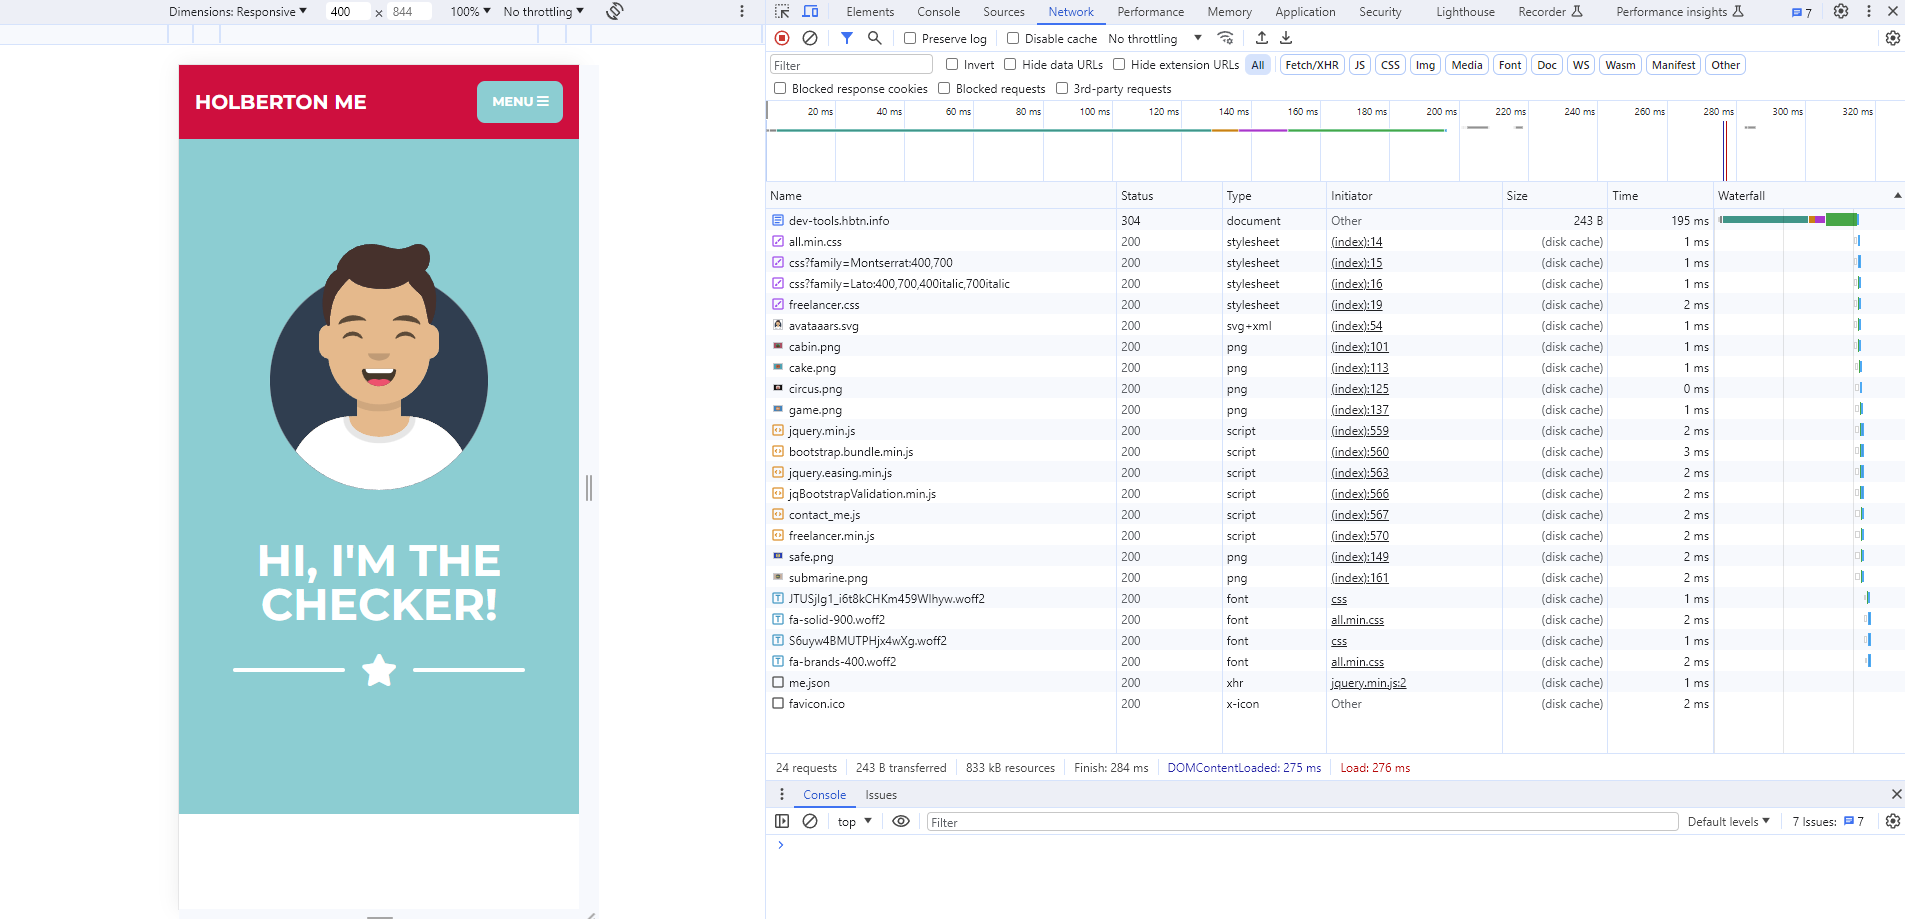 Dimensions: Responsive 400 × 844 100% No throttling
Elements Console Sources Network Performance Memory Application Security Lighthouse Recorder Performance insights 7
Preserve log Disable cache No throttling
Filter Invert Hide data URLs Hide extension URLs All Fetch/XHR JS CSS Img Media Font Doc WS Wasm Manifest Other
Blocked response cookies Blocked requests 3rd-party requests
20 ms 40 ms 60 ms 80 ms 100 ms 120 ms 140 ms 160 ms 180 ms 200 ms 220 ms 240 ms 260 ms 280 ms 300 ms 320 ms
Name Status Type Initiator Size Time Waterfall
dev-tools.hbtn.info 304 document Other 243 B 195 ms
all.min.css 200 stylesheet (index):14 (disk cache) 1 ms
css?family=Montserrat:400,700 200 stylesheet (index):15 (disk cache) 1 ms
css?family=Lato:400,700,400italic,700italic 200 stylesheet (index):16 (disk cache) 1 ms
freelancer.css 200 stylesheet (index):19 (disk cache) 2 ms
avataaars.svg 200 svg+xml (index):54 (disk cache) 1 ms
cabin.png 200 png (index):101 (disk cache) 1 ms
cake.png 200 png (index):113 (disk cache) 1 ms
circus.png 200 png (index):125 (disk cache) 0 ms
game.png 200 png (index):137 (disk cache) 1 ms
jquery.min.js 200 script (index):559 (disk cache) 2 ms
bootstrap.bundle.min.js 200 script (index):560 (disk cache) 3 ms
jquery.easing.min.js 200 script (index):563 (disk cache) 2 ms
jqBootstrapValidation.min.js 200 script (index):566 (disk cache) 2 ms
contact_me.js 200 script (index):567 (disk cache) 2 ms
freelancer.min.js 200 script (index):570 (disk cache) 2 ms
safe.png 200 png (index):149 (disk cache) 2 ms
submarine.png 200 png (index):161 (disk cache) 2 ms
JTUSjIg1_i6t8kCHKm459Wlhyw.woff2 200 font css (disk cache) 1 ms
fa-solid-900.woff2 200 font all.min.css (disk cache) 2 ms
S6uyw4BMUTPHjx4wXg.woff2 200 font css (disk cache) 1 ms
fa-brands-400.woff2 200 font all.min.css (disk cache) 2 ms
me.json 200 xhr jquery.min.js:2 (disk cache) 1 ms
favicon.ico 200 x-icon Other (disk cache) 2 ms
24 requests 243 B transferred 833 kB resources Finish: 284 ms DOMContentLoaded: 275 ms Load: 276 ms
Console Issues
top Filter Default levels 7 Issues: 7
HOLBERTON ME MENU
HI, I'M THE
CHECKER!